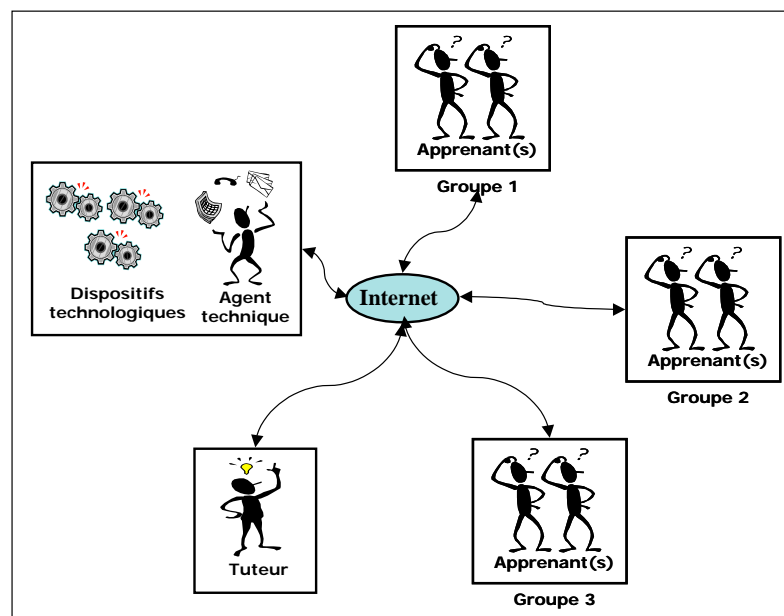 ? ?
Apprenant(s)
Groupe 1
Dispositifs
technologiques
Agent
technique
Internet
? ?
Apprenant(s)
Groupe 2
Tuteur
? ?
Apprenant(s)
Groupe 3